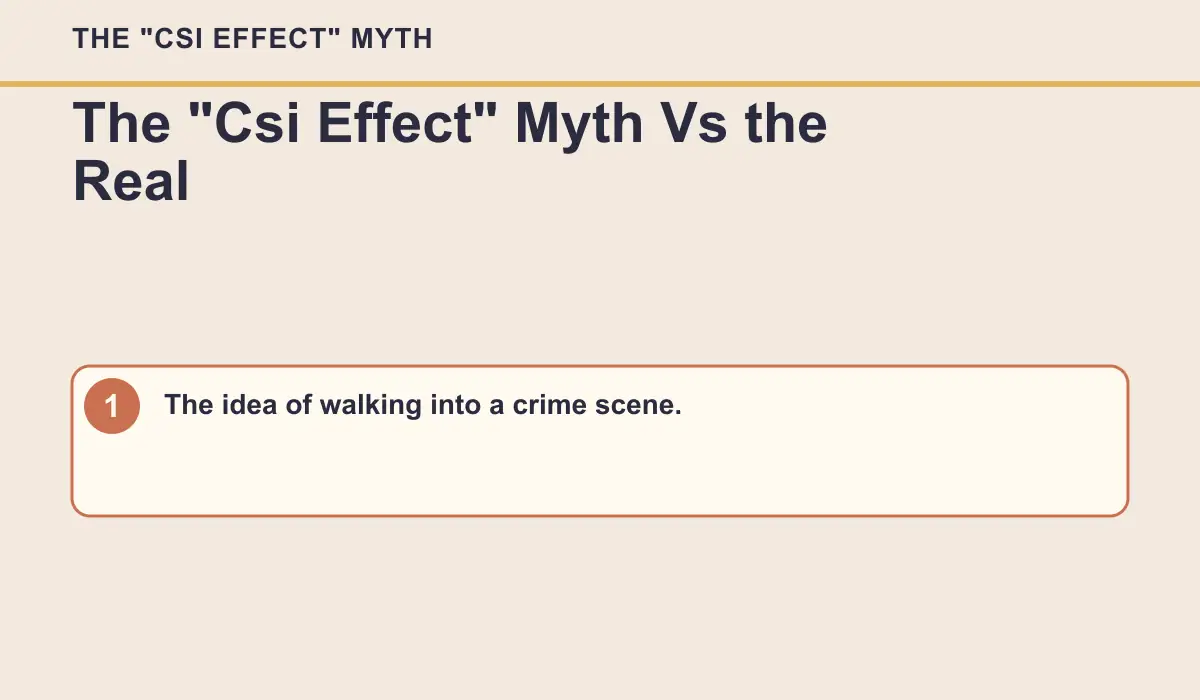 THE "CSI EFFECT" MYTH
The "Csi Effect" Myth Vs the
Real
1
The idea of walking into a crime scene.